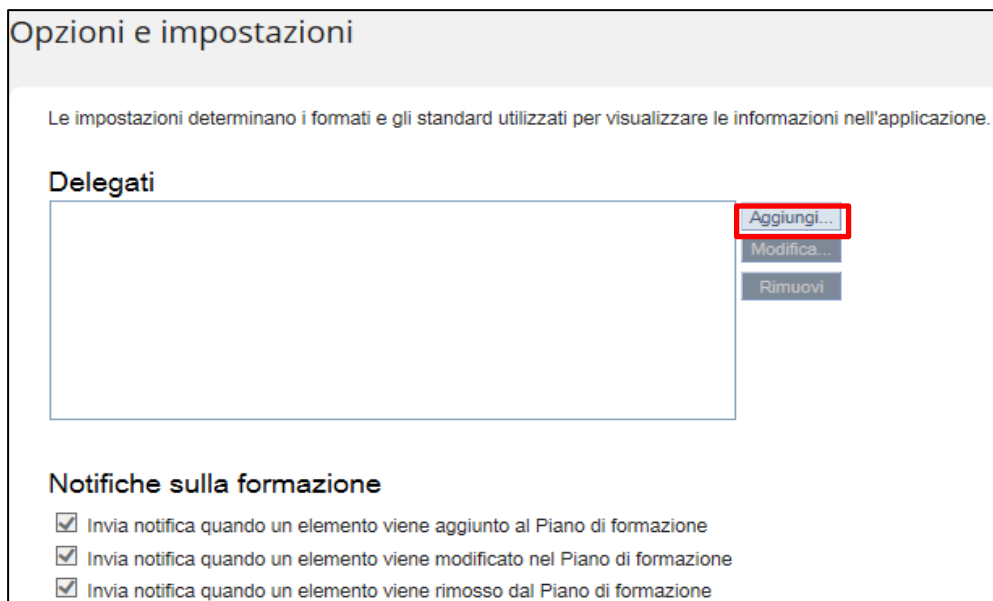 Opzioni e impostazioni
Le impostazioni determinano i formati e gli standard utilizzati per visualizzare le informazioni nell'applicazione.
Delegati
Aggiungi...
Modifica...
Rimuovi
Notifiche sulla formazione
Invia notifica quando un elemento viene aggiunto al Piano di formazione
Invia notifica quando un elemento viene modificato nel Piano di formazione
Invia notifica quando un elemento viene rimosso dal Piano di formazione